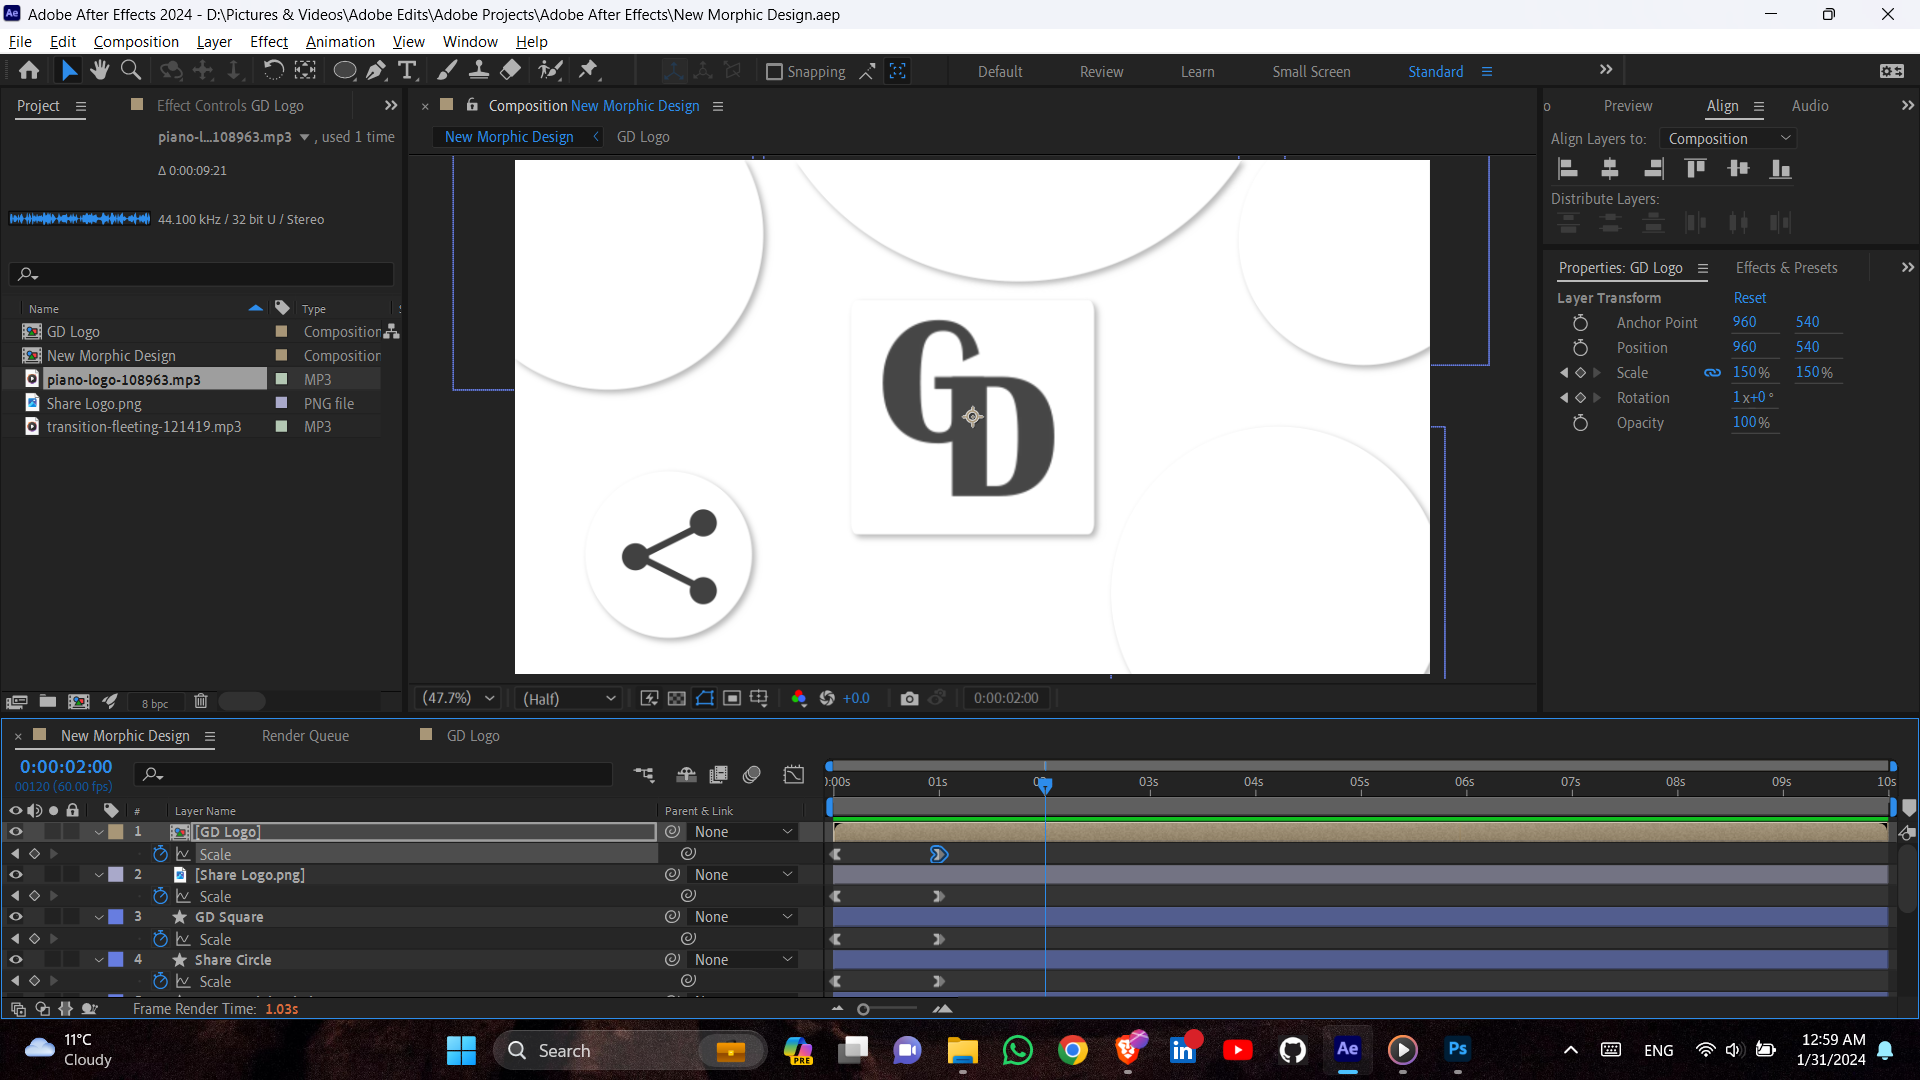 Adobe After Effects 2024 - D:\Pictures & Videos\Adobe Edits\Adobe Projects\Adobe After Effects\New Morphic Design.aep
File Edit Composition Layer Effect Animation View Window Help
Snapping Default Review Learn Small Screen Standard
Project Effect Controls GD Logo
piano-l...108963.mp3 , used 1 time
Δ 0:00:09:21
44.100 kHz / 32 bit U / Stereo
Name Type
GD Logo Composition
New Morphic Design Composition
piano-logo-108963.mp3 MP3
Share Logo.png PNG file
transition-fleeting-121419.mp3 MP3
8 bpc
Composition New Morphic Design
New Morphic Design GD Logo
GD
(47.7%) (Half) +0.0 0:00:02:00
Preview Align Audio
Align Layers to: Composition
Distribute Layers:
Properties: GD Logo Effects & Presets
Layer Transform Reset
Anchor Point 960 540
Position 960 540
Scale 150% 150%
Rotation 1x+0°
Opacity 100%
New Morphic Design Render Queue GD Logo
0:00:02:00
00120 (60.00 fps)
:00s 01s 02s 03s 04s 05s 06s 07s 08s 09s 10s
# Layer Name Parent & Link
1 [GD Logo] None
Scale
2 [Share Logo.png] None
Scale
3 GD Square None
Scale
4 Share Circle None
Scale
Frame Render Time: 1.03s
11°C
Cloudy
Search
PRE
Ae
Ps
ENG
12:59 AM
1/31/2024